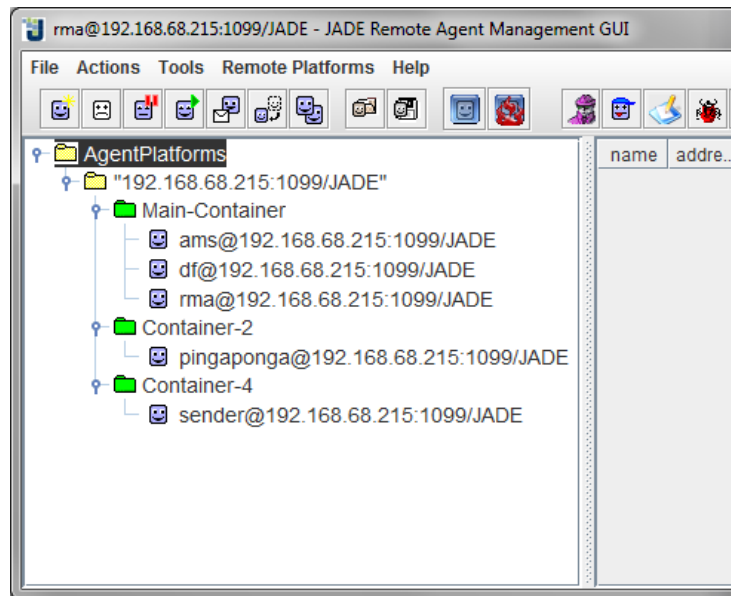 rma@192.168.68.215:1099/JADE - JADE Remote Agent Management GUI
File Actions Tools Remote Platforms Help
AgentPlatforms
"192.168.68.215:1099/JADE"
Main-Container
ams@192.168.68.215:1099/JADE
df@192.168.68.215:1099/JADE
rma@192.168.68.215:1099/JADE
Container-2
pingaponga@192.168.68.215:1099/JADE
Container-4
sender@192.168.68.215:1099/JADE
name addre..